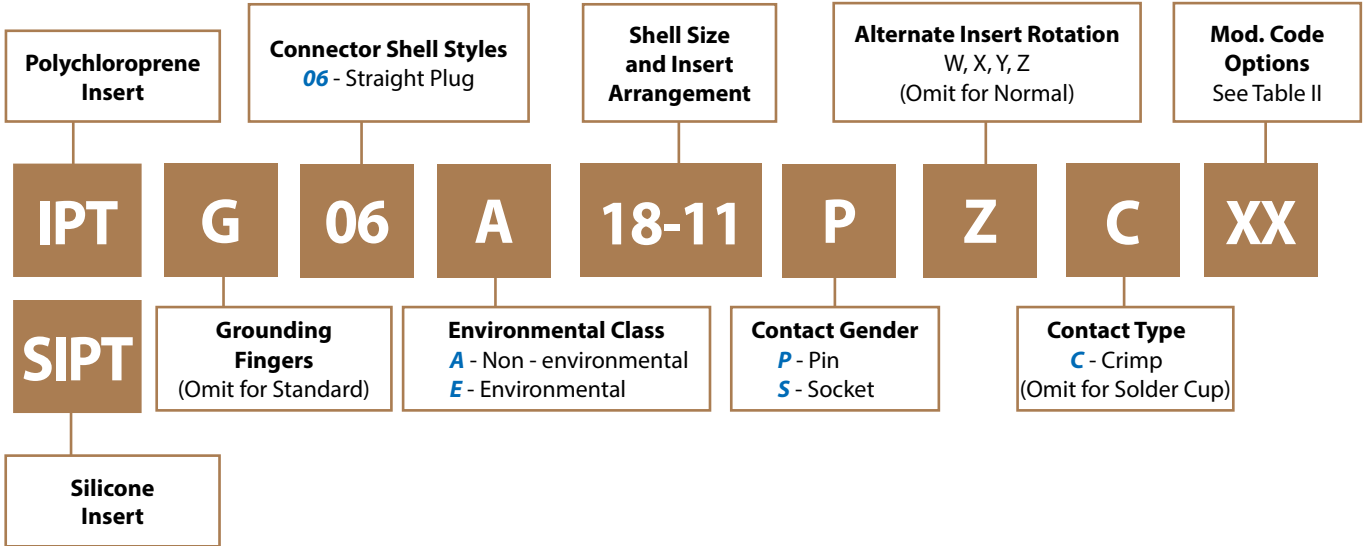 Polychloroprene
Insert
Connector Shell Styles
06 - Straight Plug
Shell Size
and Insert
Arrangement
Alternate Insert Rotation
W, X, Y, Z
(Omit for Normal)
Mod. Code
Options
See Table II
IPT
G
06
A
18-11
P
Z
C
XX
SIPT
Grounding
Fingers
(Omit for Standard)
Environmental Class
A - Non - environmental
E - Environmental
Contact Gender
P - Pin
S - Socket
Contact Type
C - Crimp
(Omit for Solder Cup)
Silicone
Insert